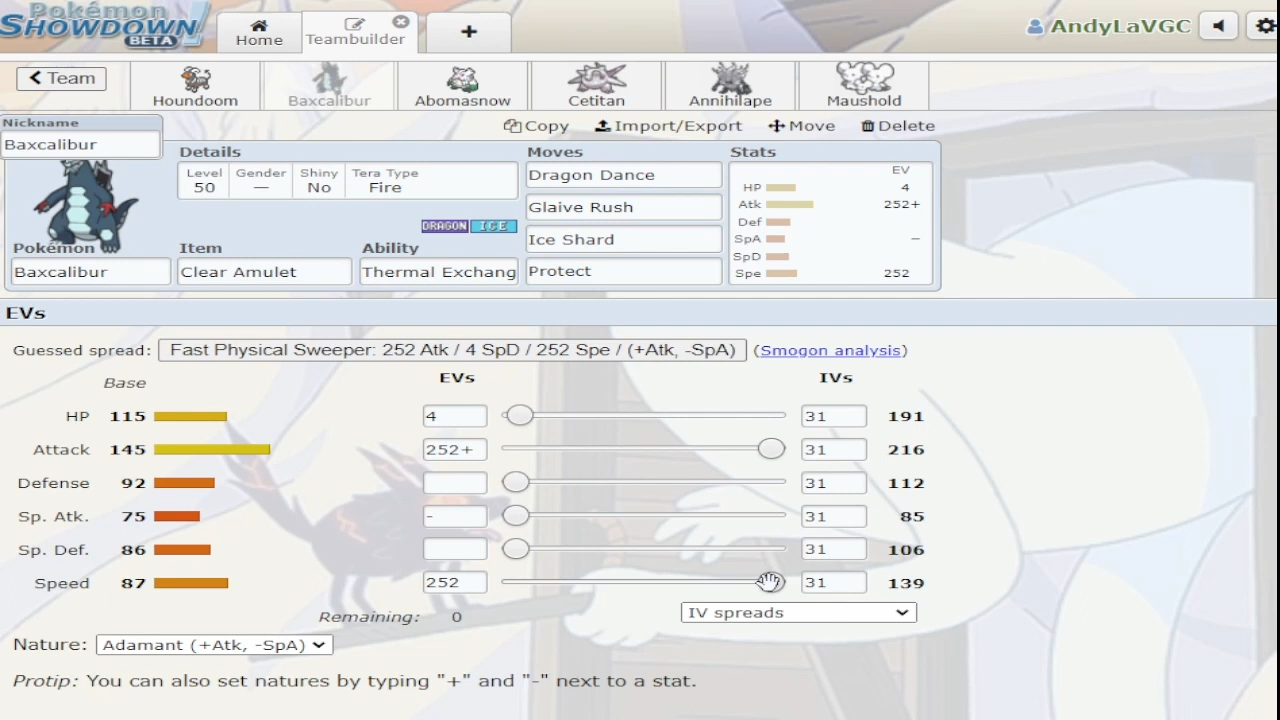 Pokémon
SHOWDOWN!
BETA
Home
Teambuilder
+
AndyLaVGC
Team
Houndoom
Baxcalibur
Abomasnow
Cetitan
Annihilape
Maushold
Copy
Import/Export
Move
Delete
Nickname
Baxcalibur
Details
Level
50
Gender
—
Shiny
No
Tera Type
Fire
DRAGON
ICE
Pokémon
Baxcalibur
Item
Clear Amulet
Ability
Thermal Exchang
Moves
Dragon Dance
Glaive Rush
Ice Shard
Protect
Stats
EV
HP 4
Atk 252+
Def
SpA −
SpD
Spe 252
EVs
Guessed spread: Fast Physical Sweeper: 252 Atk / 4 SpD / 252 Spe / (+Atk, -SpA) (Smogon analysis)
Base EVs IVs
HP 115 4 31 191
Attack 145 252+ 31 216
Defense 92 31 112
Sp. Atk. 75 - 31 85
Sp. Def. 86 31 106
Speed 87 252 31 139
Remaining: 0
IV spreads
Nature: Adamant (+Atk, -SpA)
Protip: You can also set natures by typing "+" and "-" next to a stat.